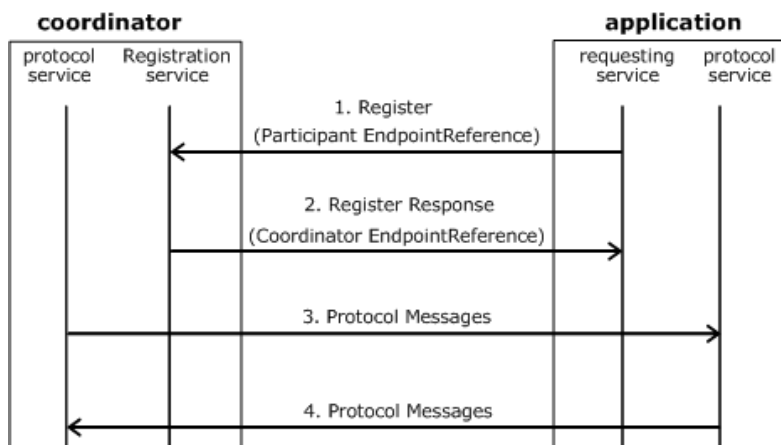 coordinator
application
protocol
service
Registration
service
requesting
service
protocol
service
1. Register
(Participant EndpointReference)
2. Register Response
(Coordinator EndpointReference)
3. Protocol Messages
4. Protocol Messages